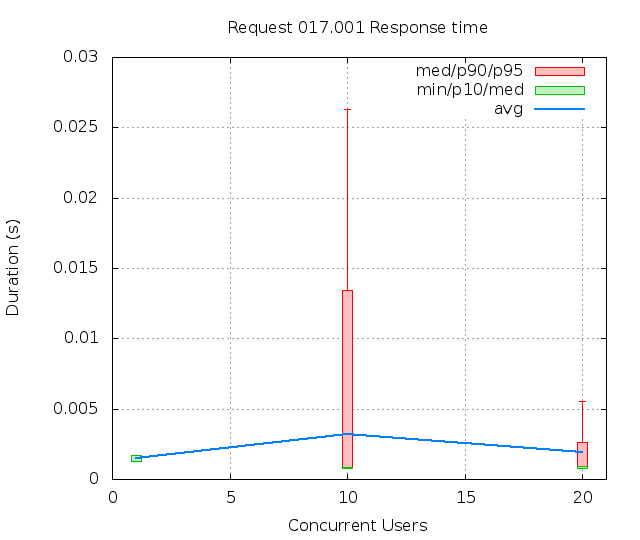 Request 017.001 Response time
0.03
med/p90/p95
min/p10/med
avg
0.025
0.02
0.015
0.01
0.005
0
0 5 10 15 20
Duration (s)
Concurrent Users